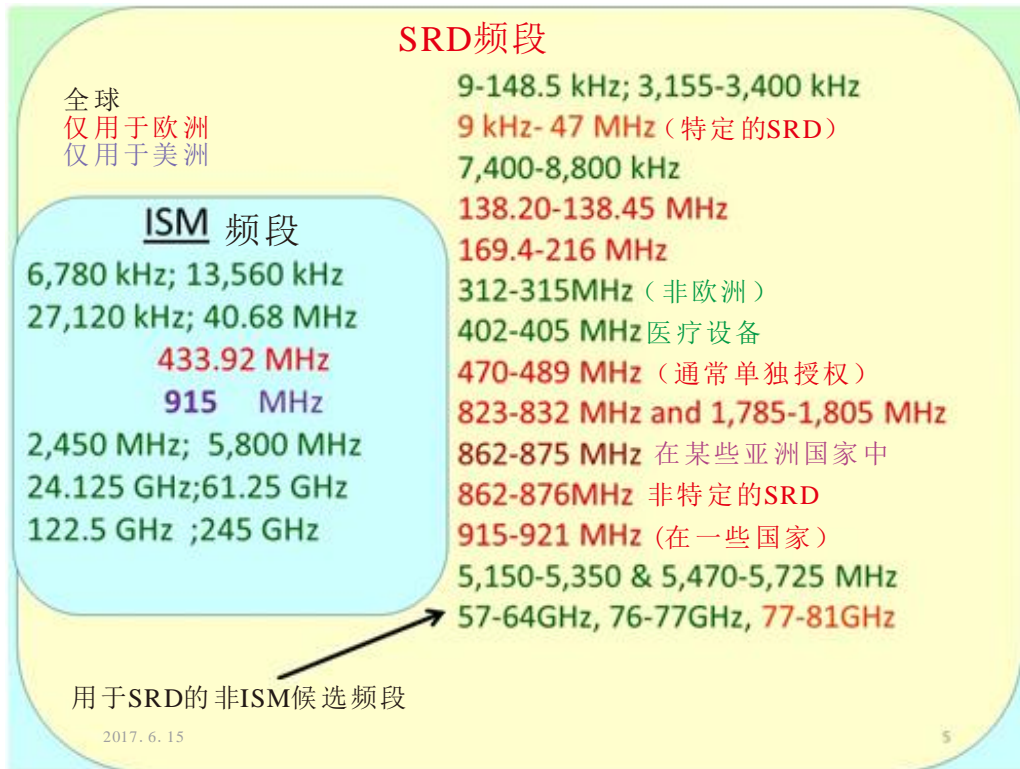 SRD频段
全球
仅用于欧洲
仅用于美洲
ISM 频段
6,780 kHz; 13,560 kHz
27,120 kHz; 40.68 MHz
433.92 MHz
915 MHz
2,450 MHz; 5,800 MHz
24.125 GHz;61.25 GHz
122.5 GHz ;245 GHz
9-148.5 kHz; 3,155-3,400 kHz
9 kHz- 47 MHz（特定的SRD）
7,400-8,800 kHz
138.20-138.45 MHz
169.4-216 MHz
312-315MHz（非欧洲）
402-405 MHz医疗设备
470-489 MHz（通常单独授权）
823-832 MHz and 1,785-1,805 MHz
862-875 MHz 在某些亚洲国家中
862-876MHz 非特定的SRD
915-921 MHz (在一些国家）
5,150-5,350 & 5,470-5,725 MHz
57-64GHz, 76-77GHz, 77-81GHz
用于SRD的非ISM候选频段
2017. 6. 15
5